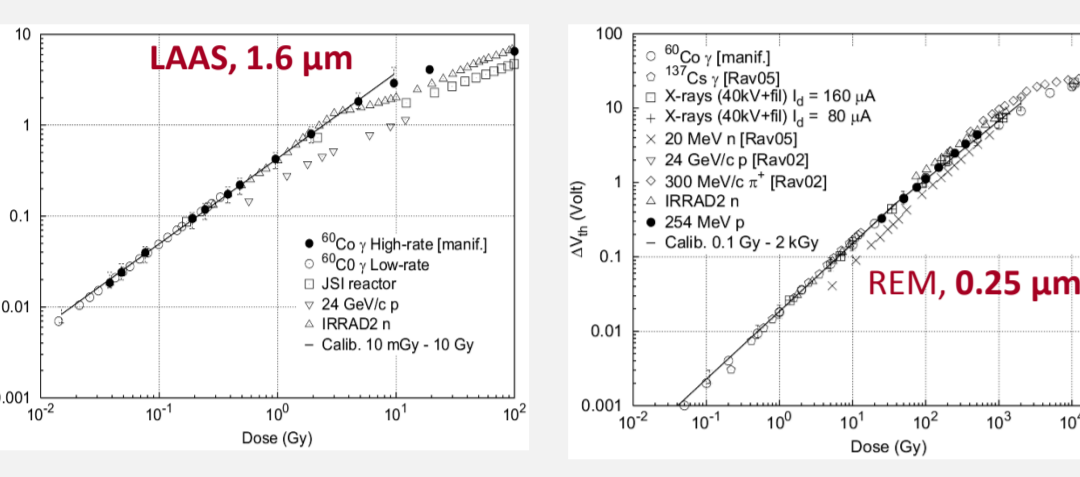 10
1
0.1
0.01
.001
LAAS, 1.6 µm
60Co γ High-rate [manif.]
60C0 γ Low-rate
JSI reactor
24 GeV/c p
IRRAD2 n
Calib. 10 mGy - 10 Gy
10-2 10-1 100 101 102
Dose (Gy)
100
10
1
0.1
0.01
0.001
ΔVth (Volt)
60Co γ [manif.]
137Cs γ [Rav05]
X-rays (40kV+fil) Id = 160 µA
X-rays (40kV+fil) Id = 80 µA
20 MeV n [Rav05]
24 GeV/c p [Rav02]
300 MeV/c π+ [Rav02]
IRRAD2 n
254 MeV p
Calib. 0.1 Gy - 2 kGy
REM, 0.25 µm
10-2 10-1 100 101 102 103 104
Dose (Gy)